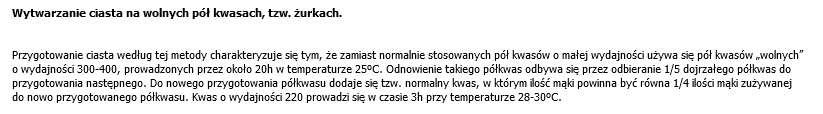 Wytwarzanie ciasta na wolnych pół kwasach, tzw. żurkach.
Przygotowanie ciasta według tej metody charakteryzuje się tym, że zamiast normalnie stosowanych pół kwasów o małej wydajności używa się pół kwasów „wolnych”
o wydajności 300-400, prowadzonych przez około 20h w temperaturze 25ºC. Odnowienie takiego półkwas odbywa się przez odbieranie 1/5 dojrzałego półkwas do
przygotowania następnego. Do nowego przygotowania półkwasu dodaje się tzw. normalny kwas, w którym ilość mąki powinna być równa 1/4 ilości mąki zużywanej
do nowo przygotowanego półkwasu. Kwas o wydajności 220 prowadzi się w czasie 3h przy temperaturze 28-30ºC.